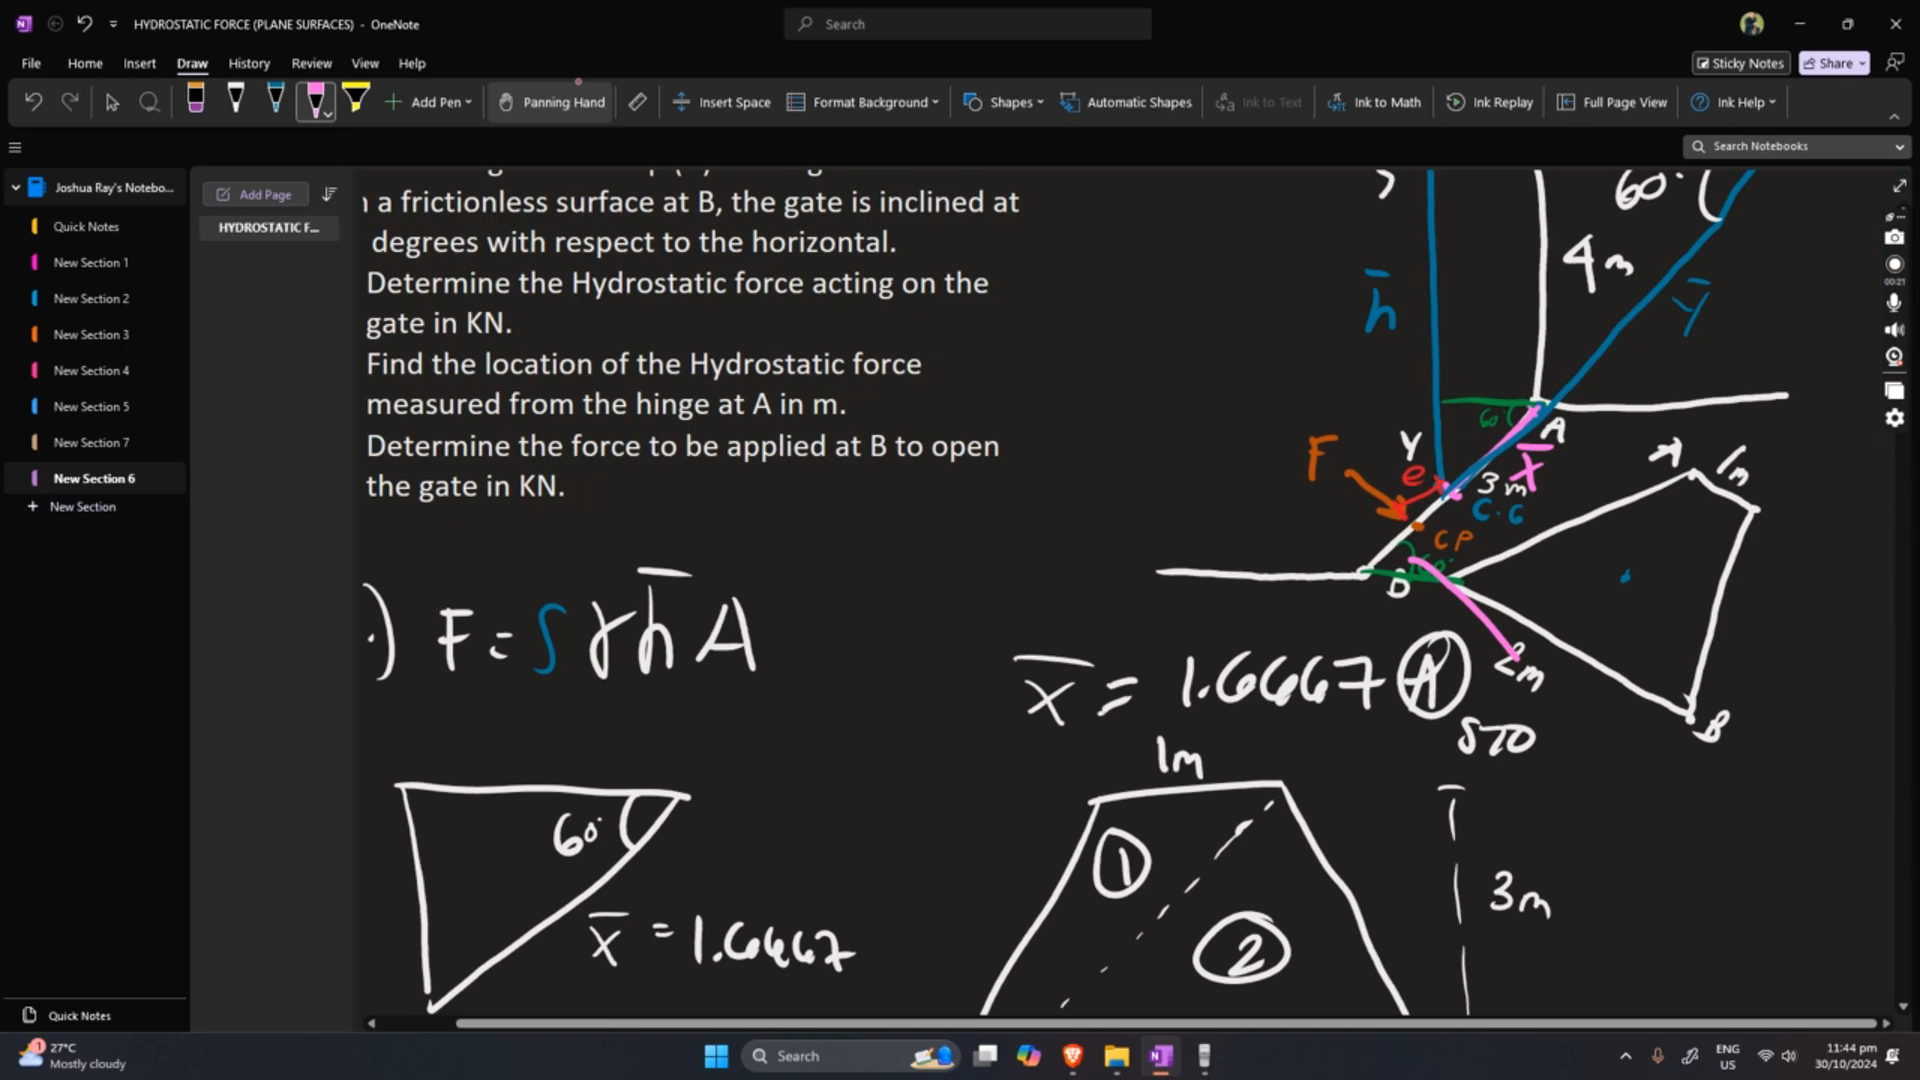 HYDROSTATIC FORCE (PLANE SURFACES) - OneNote
Search
File Home Insert Draw History Review View Help
Sticky Notes Share
Add Pen Panning Hand Insert Space Format Background Shapes Automatic Shapes Ink to Text Ink to Math Ink Replay Full Page View Ink Help
Search Notebooks
Joshua Ray's Notebo...
Quick Notes
New Section 1
New Section 2
New Section 3
New Section 4
New Section 5
New Section 7
New Section 6
New Section
Quick Notes
Add Page
HYDROSTATIC F...
a frictionless surface at B, the gate is inclined at
degrees with respect to the horizontal.
Determine the Hydrostatic force acting on the
gate in KN.
Find the location of the Hydrostatic force
measured from the hinge at A in m.
Determine the force to be applied at B to open
the gate in KN.
60°
4m
h̄
ȳ
60°
A
x̄
F
y
e
3m
C.G
CP
60°
B
2m
A
1m
B
F = S γ h̄ A
x̄ = 1.6667 A
STO
1m
60°
x̄ = 1.6667
1
2
3m
00:21
1
27°C
Mostly cloudy
Search
ENG
US
11:44 pm
30/10/2024